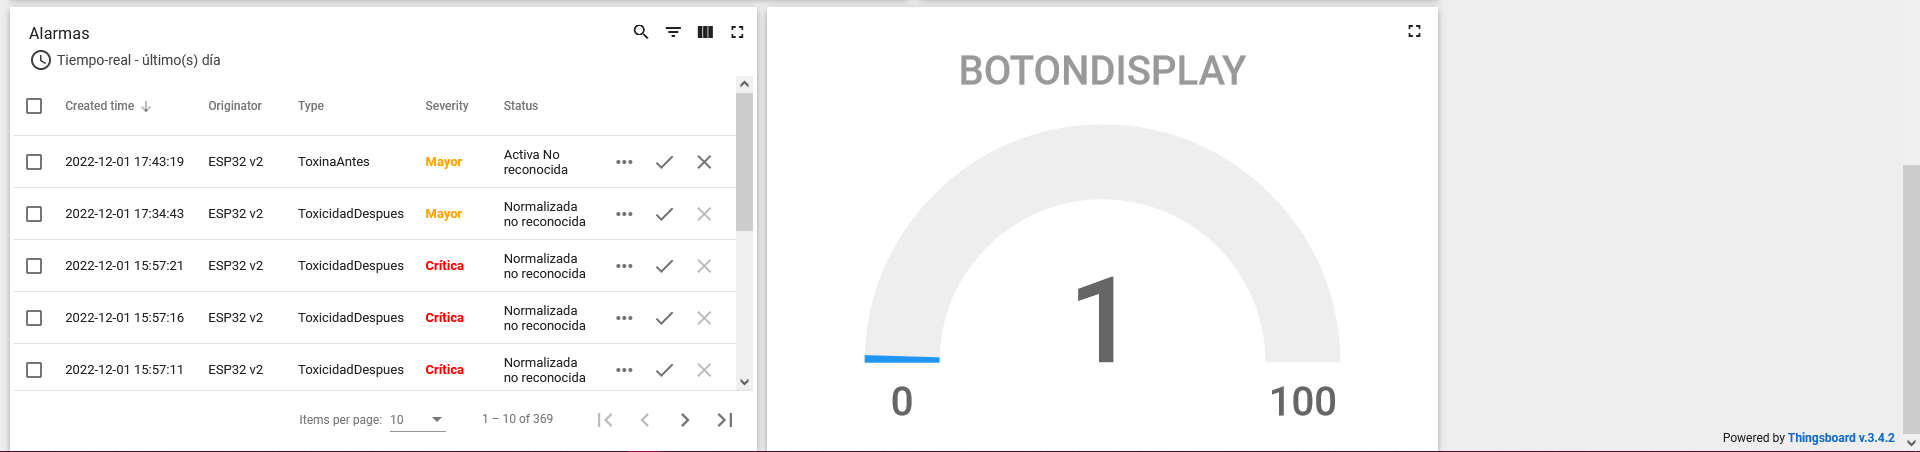 Alarmas
Tiempo-real - último(s) día
Created time Originator Type Severity Status
2022-12-01 17:43:19 ESP32 v2 ToxinaAntes Mayor Activa No
reconocida
2022-12-01 17:34:43 ESP32 v2 ToxicidadDespues Mayor Normalizada
no reconocida
2022-12-01 15:57:21 ESP32 v2 ToxicidadDespues Crítica Normalizada
no reconocida
2022-12-01 15:57:16 ESP32 v2 ToxicidadDespues Crítica Normalizada
no reconocida
2022-12-01 15:57:11 ESP32 v2 ToxicidadDespues Crítica Normalizada
no reconocida
Items per page: 10 1 – 10 of 369
BOTONDISPLAY
1
0 100
Powered by Thingsboard v.3.4.2